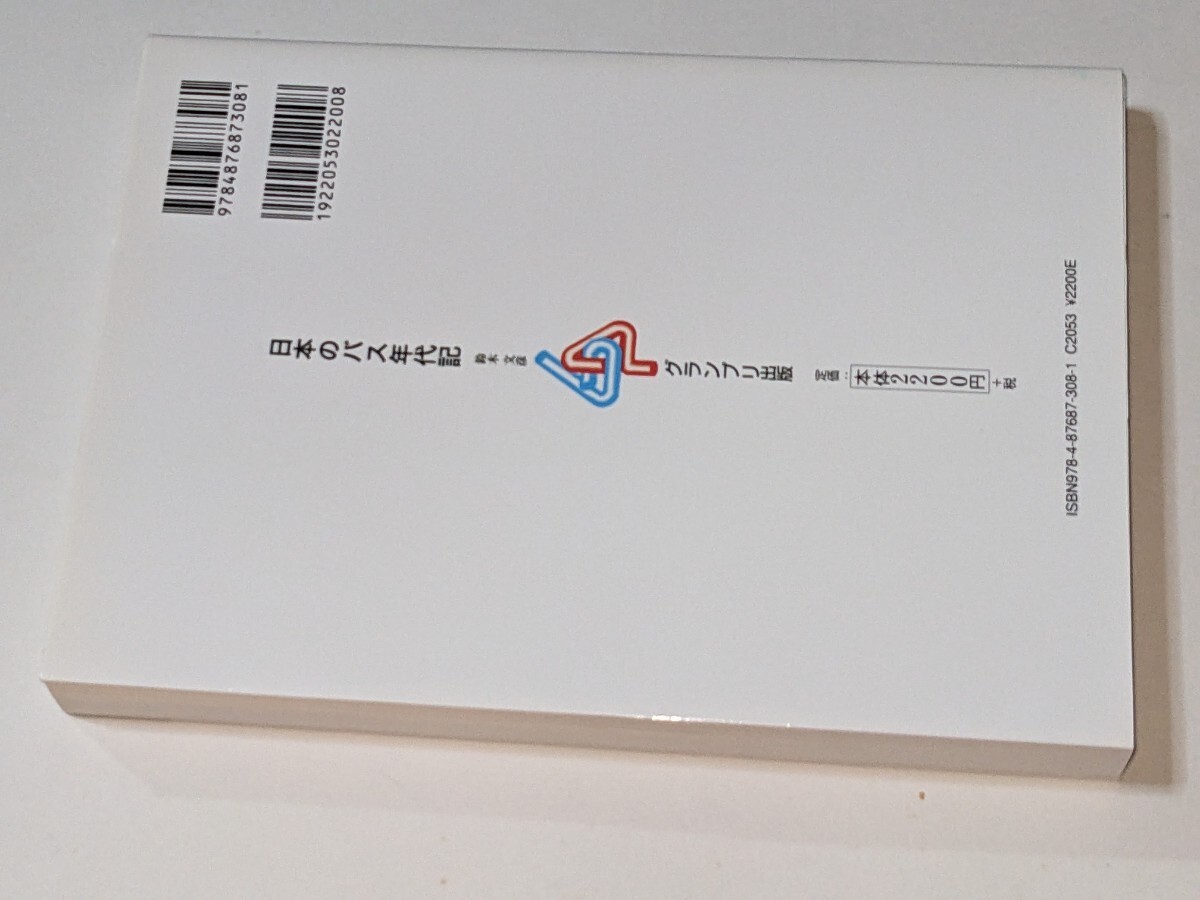 9784876873081
1922053022008
日本のバス年代記
鈴木文彦
グランプリ出版
定価：本体2200円＋税
ISBN978-4-87687-308-1 C2053 ¥2200E